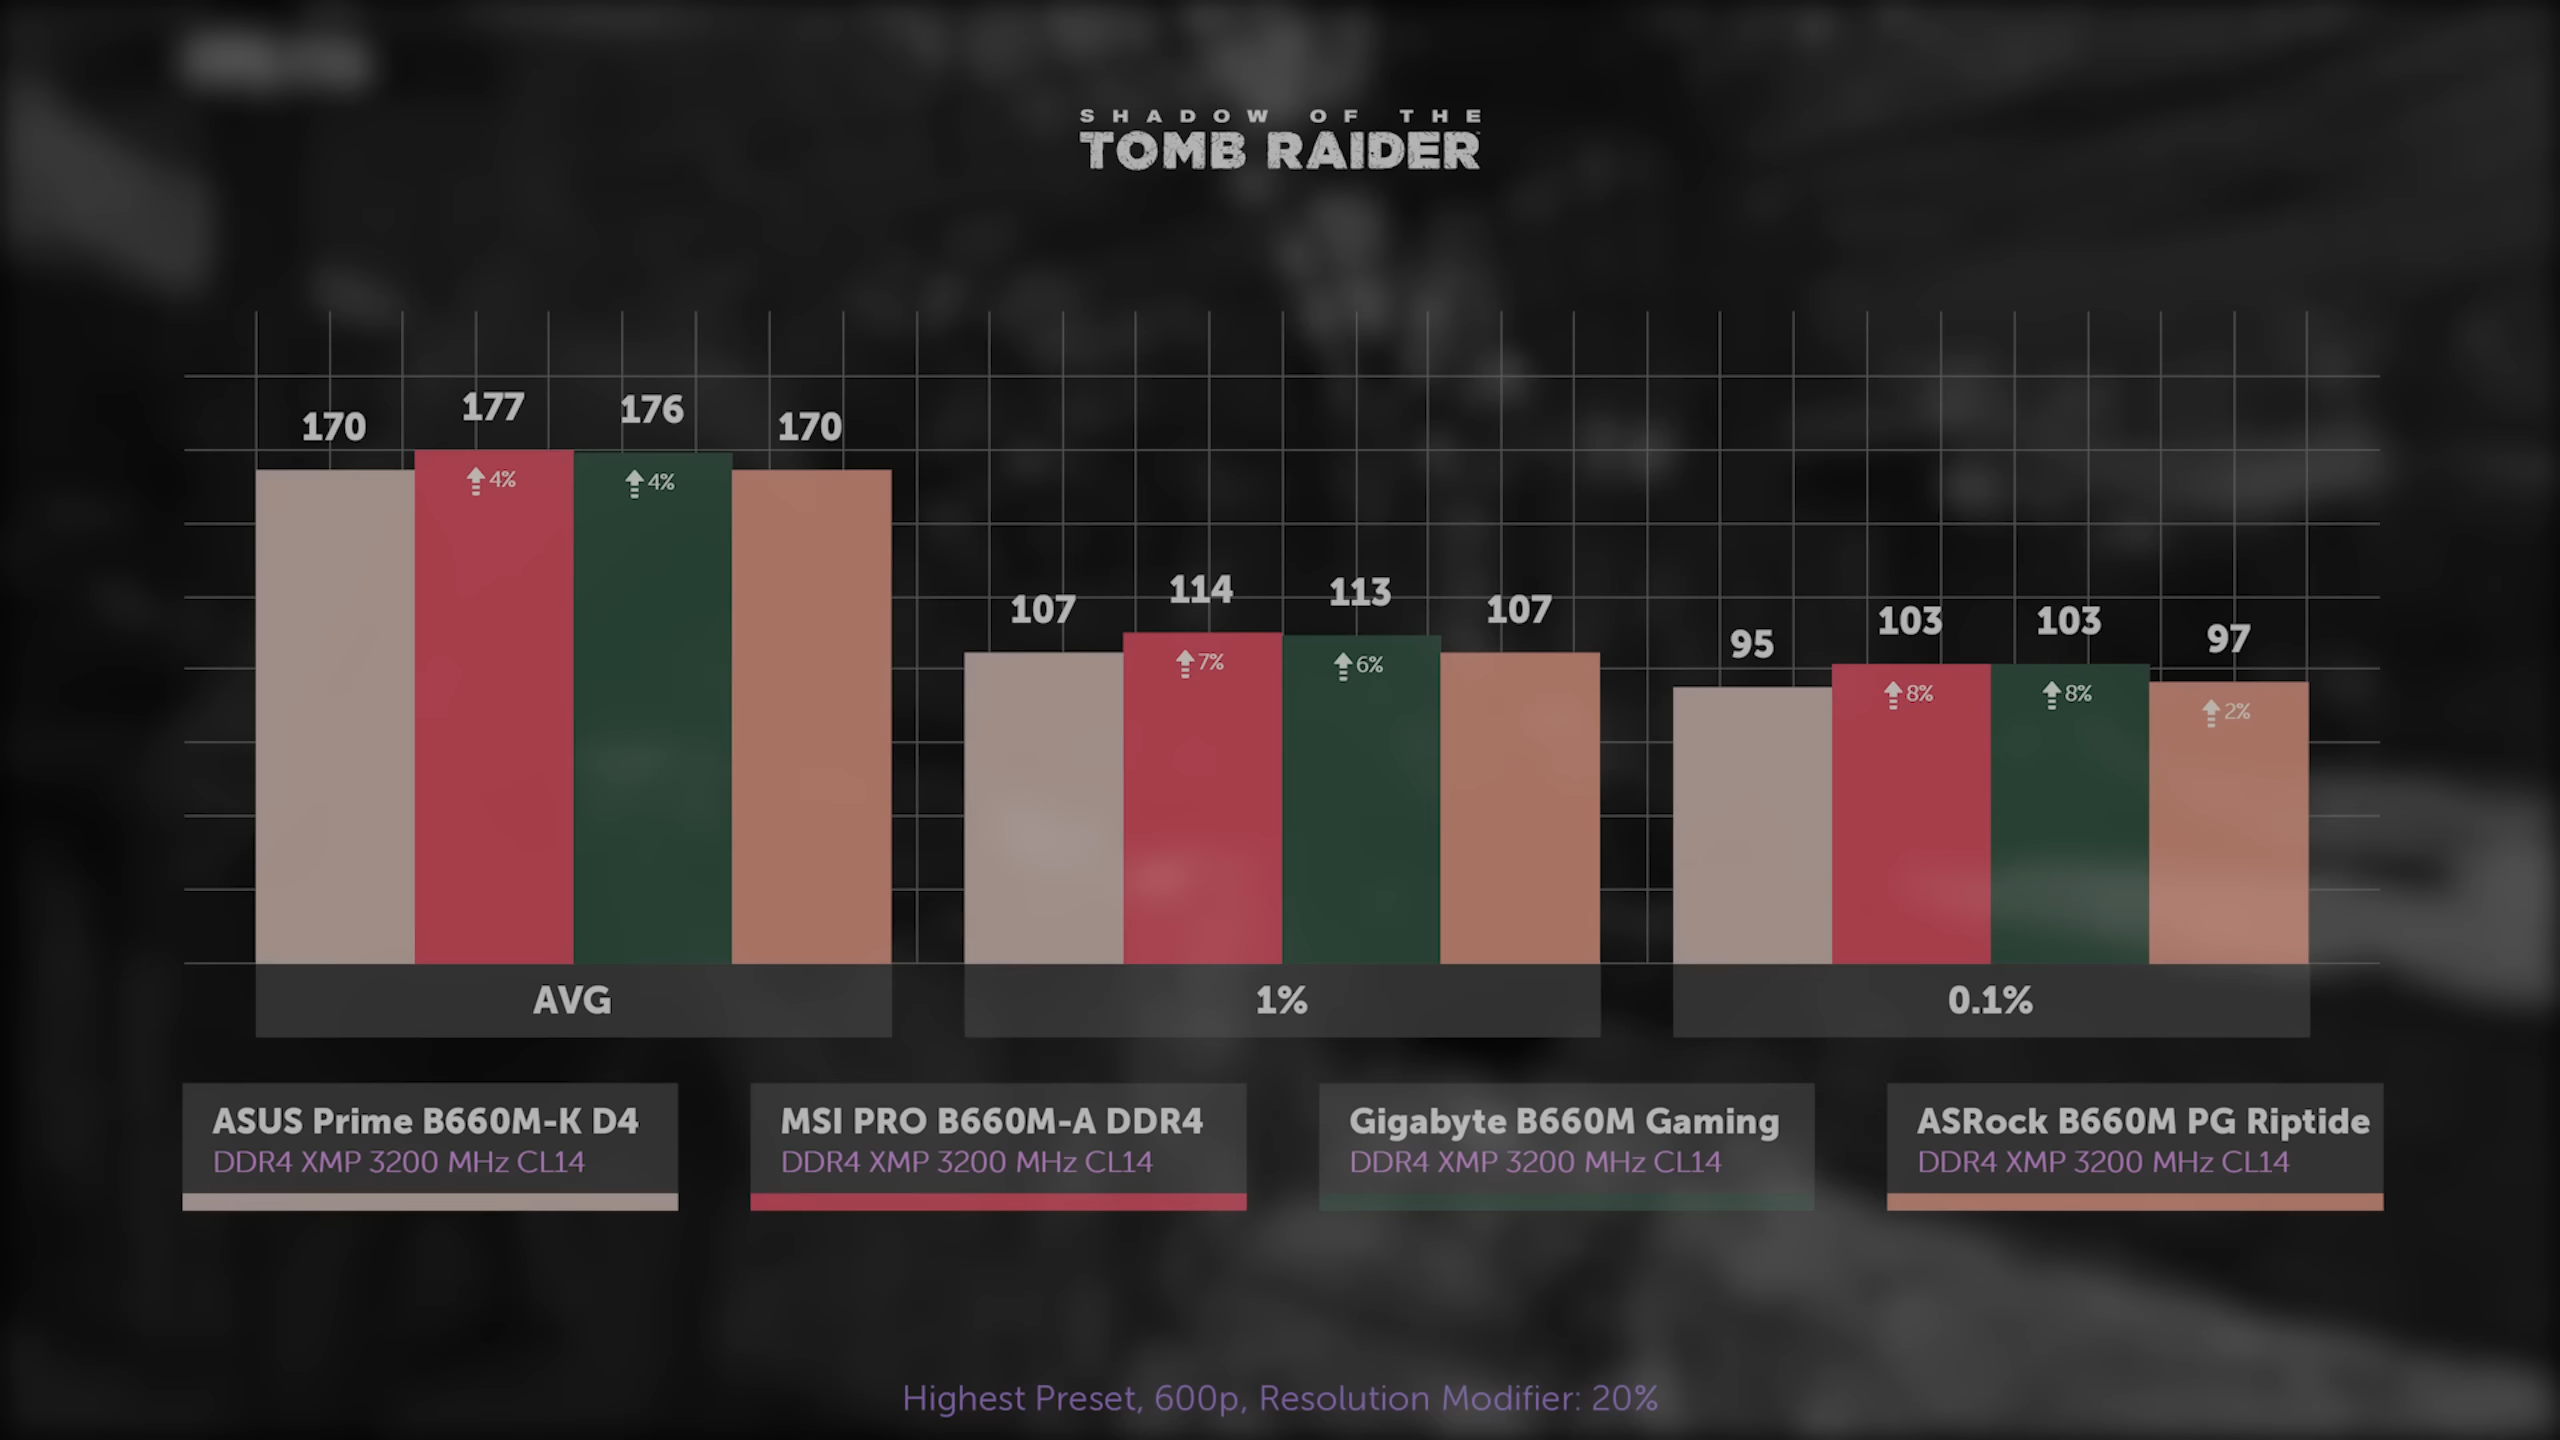 SHADOW OF THE
TOMB RAIDER
170
177
176
170
4%
4%
107
114
113
107
7%
6%
95
103
103
97
8%
8%
2%
AVG
1%
0.1%
ASUS Prime B660M-K D4
DDR4 XMP 3200 MHz CL14
MSI PRO B660M-A DDR4
DDR4 XMP 3200 MHz CL14
Gigabyte B660M Gaming
DDR4 XMP 3200 MHz CL14
ASRock B660M PG Riptide
DDR4 XMP 3200 MHz CL14
Highest Preset, 600p, Resolution Modifier: 20%